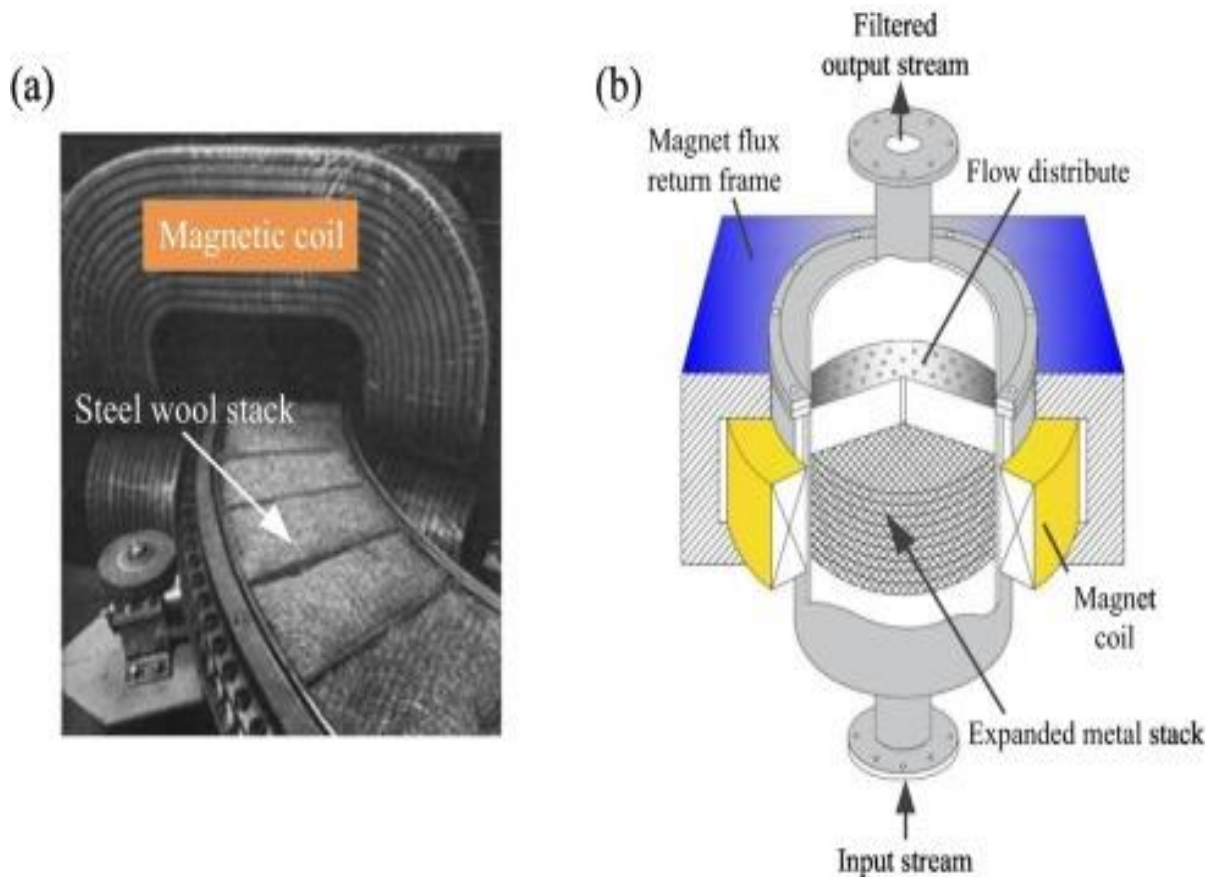 (a)
Magnetic coil
Steel wool stack
(b)
Filtered
output stream
Magnet flux
return frame
Flow distribute
Magnet
coil
Expanded metal stack
Input stream